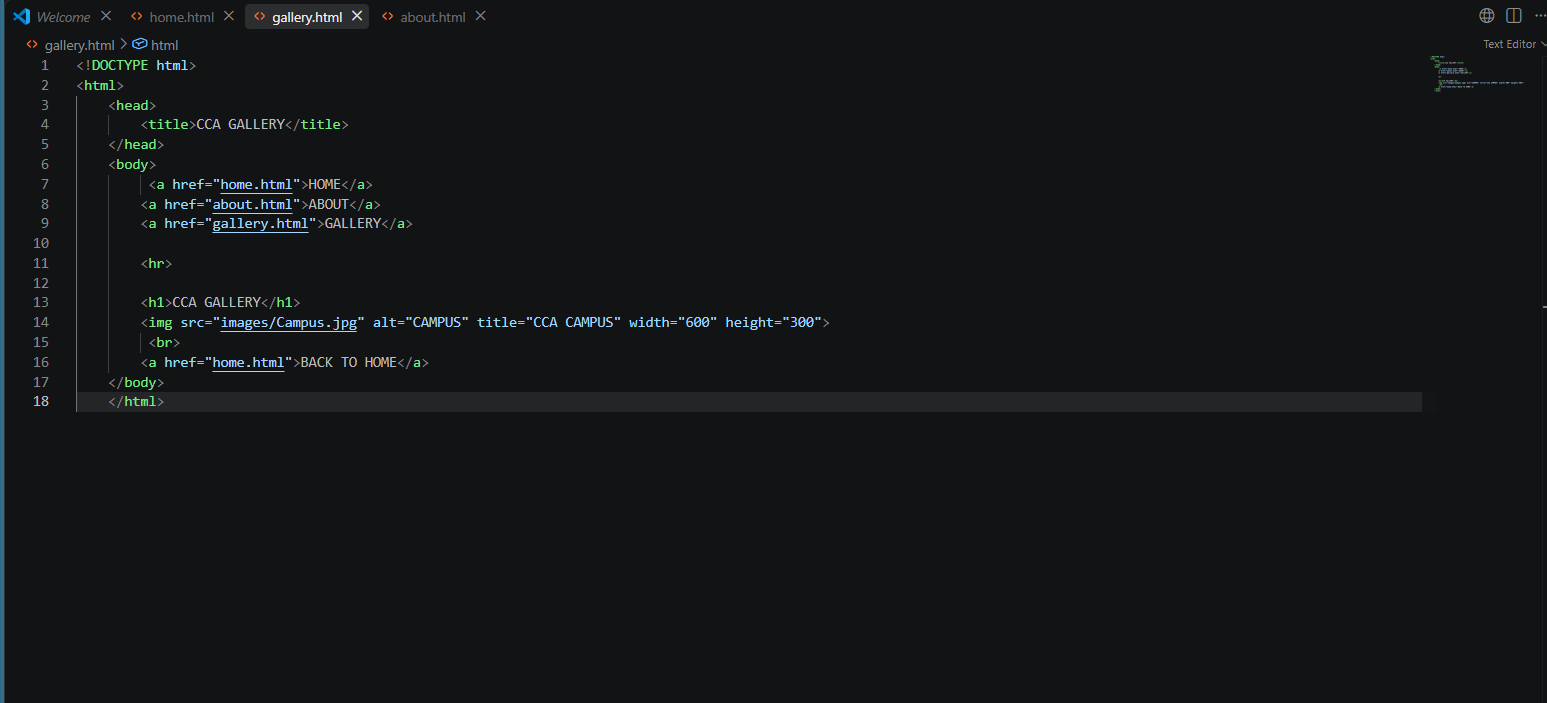 Welcome home.html gallery.html about.html
gallery.html > html Text Editor
1 <!DOCTYPE html>
2 <html>
3 <head>
4 <title>CCA GALLERY</title>
5 </head>
6 <body>
7 <a href="home.html">HOME</a>
8 <a href="about.html">ABOUT</a>
9 <a href="gallery.html">GALLERY</a>
10
11 <hr>
12
13 <h1>CCA GALLERY</h1>
14 <img src="images/Campus.jpg" alt="CAMPUS" title="CCA CAMPUS" width="600" height="300">
15 <br>
16 <a href="home.html">BACK TO HOME</a>
17 </body>
18 </html>